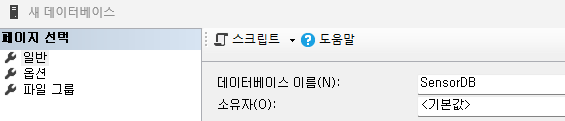 새 데이터베이스
페이지 선택
일반
옵션
파일 그룹
스크립트 도움말
데이터베이스 이름(N): SensorDB
소유자(O): <기본값>